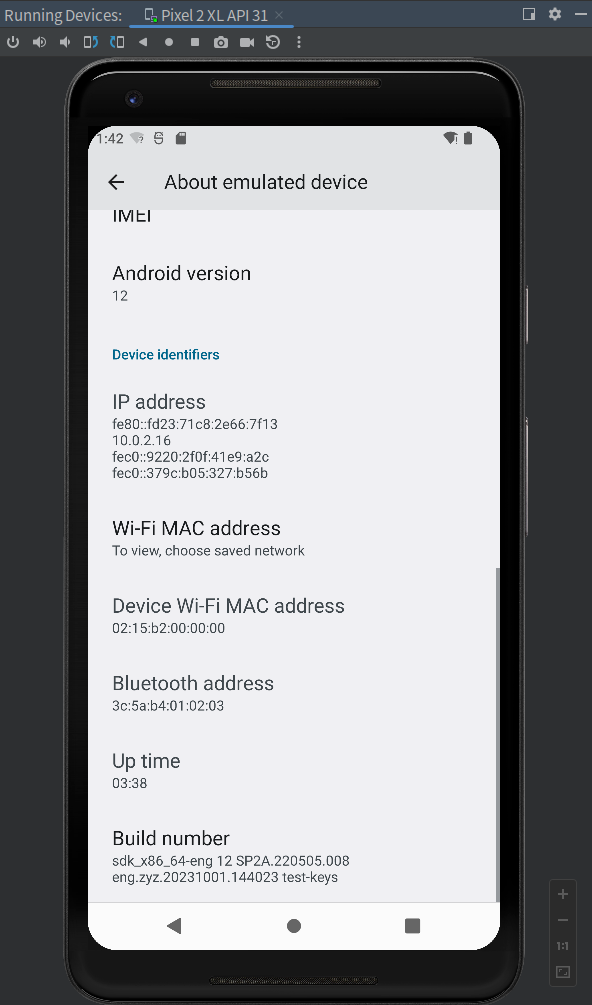 Running Devices: Pixel 2 XL API 31
1:42
About emulated device
IMEI
Android version
12
Device identifiers
IP address
fe80::fd23:71c8:2e66:7f13
10.0.2.16
fec0::9220:2f0f:41e9:a2c
fec0::379c:b05:327:b56b
Wi-Fi MAC address
To view, choose saved network
Device Wi-Fi MAC address
02:15:b2:00:00:00
Bluetooth address
3c:5a:b4:01:02:03
Up time
03:38
Build number
sdk_x86_64-eng 12 SP2A.220505.008
eng.zyz.20231001.144023 test-keys
1:1